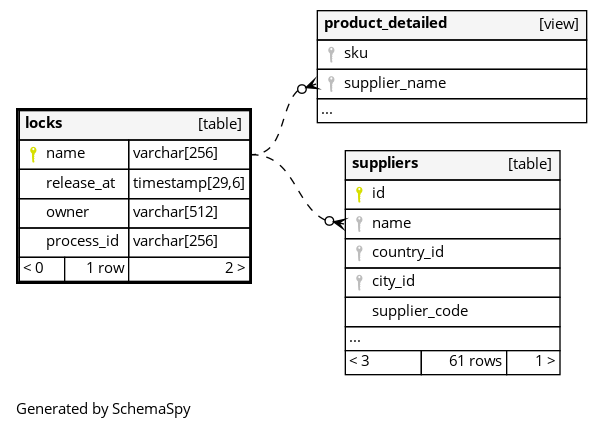 product_detailed [view]
sku
supplier_name
...
locks [table]
name varchar[256]
release_at timestamp[29,6]
owner varchar[512]
process_id varchar[256]
< 0 1 row 2 >
suppliers [table]
id
name
country_id
city_id
supplier_code
...
< 3 61 rows 1 >
Generated by SchemaSpy